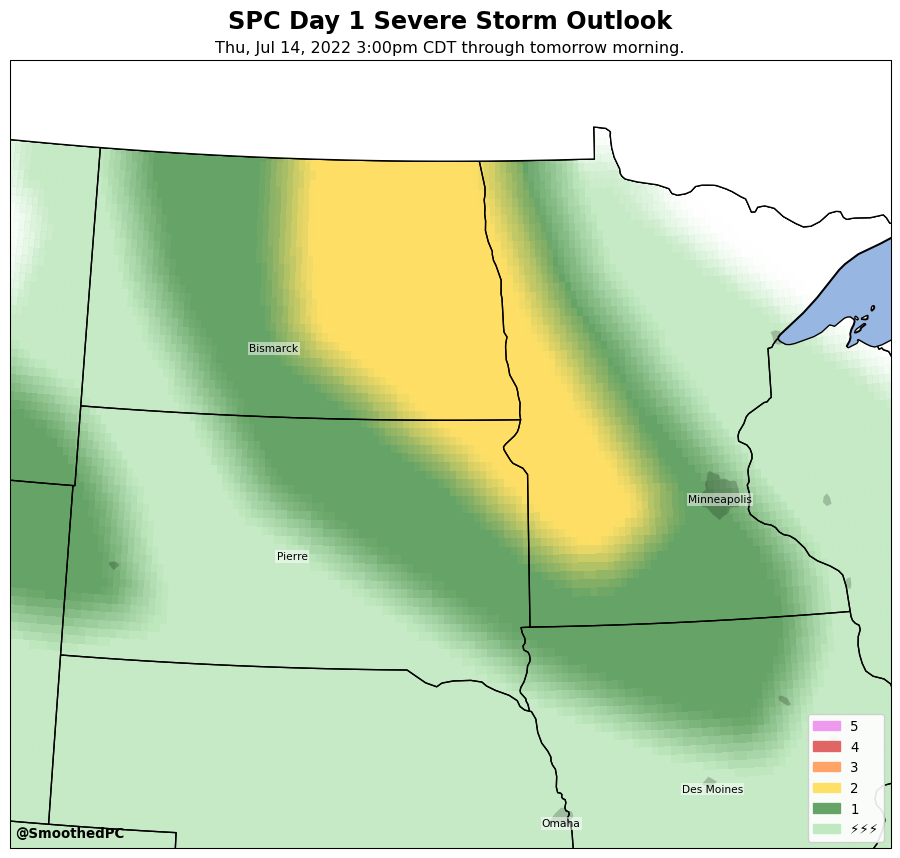 SPC Day 1 Severe Storm Outlook
Thu, Jul 14, 2022 3:00pm CDT through tomorrow morning.
Bismarck
Minneapolis
Pierre
Des Moines
Omaha
5
4
3
2
1
⚡⚡⚡
@SmoothedPC